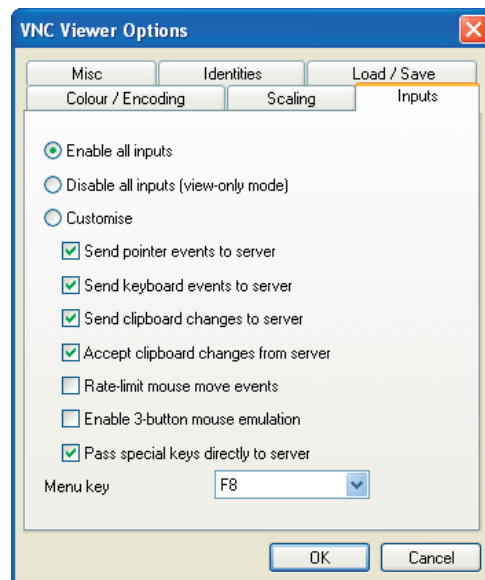 VNC Viewer Options
Misc Identities Load / Save
Colour / Encoding Scaling Inputs
Enable all inputs
Disable all inputs (view-only mode)
Customise
Send pointer events to server
Send keyboard events to server
Send clipboard changes to server
Accept clipboard changes from server
Rate-limit mouse move events
Enable 3-button mouse emulation
Pass special keys directly to server
Menu key F8
OK Cancel